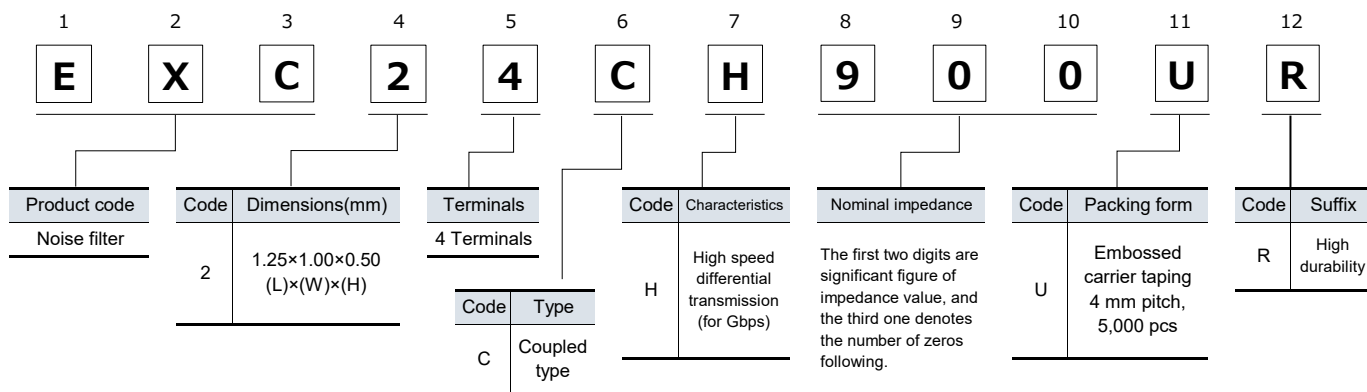 1 2 3 4 5 6 7 8 9 10 11 12
E X C 2 4 C H 9 0 0 U R
Product code
Noise filter
Code Dimensions(mm)
2
1.25×1.00×0.50
(L)×(W)×(H)
Terminals
4 Terminals
Code Type
C
Coupled
type
Code Characteristics
H
High speed
differential
transmission
(for Gbps)
Nominal impedance
The first two digits are
significant figure of
impedance value, and
the third one denotes
the number of zeros
following.
Code Packing form
U
Embossed
carrier taping
4 mm pitch,
5,000 pcs
Code Suffix
R
High
durability